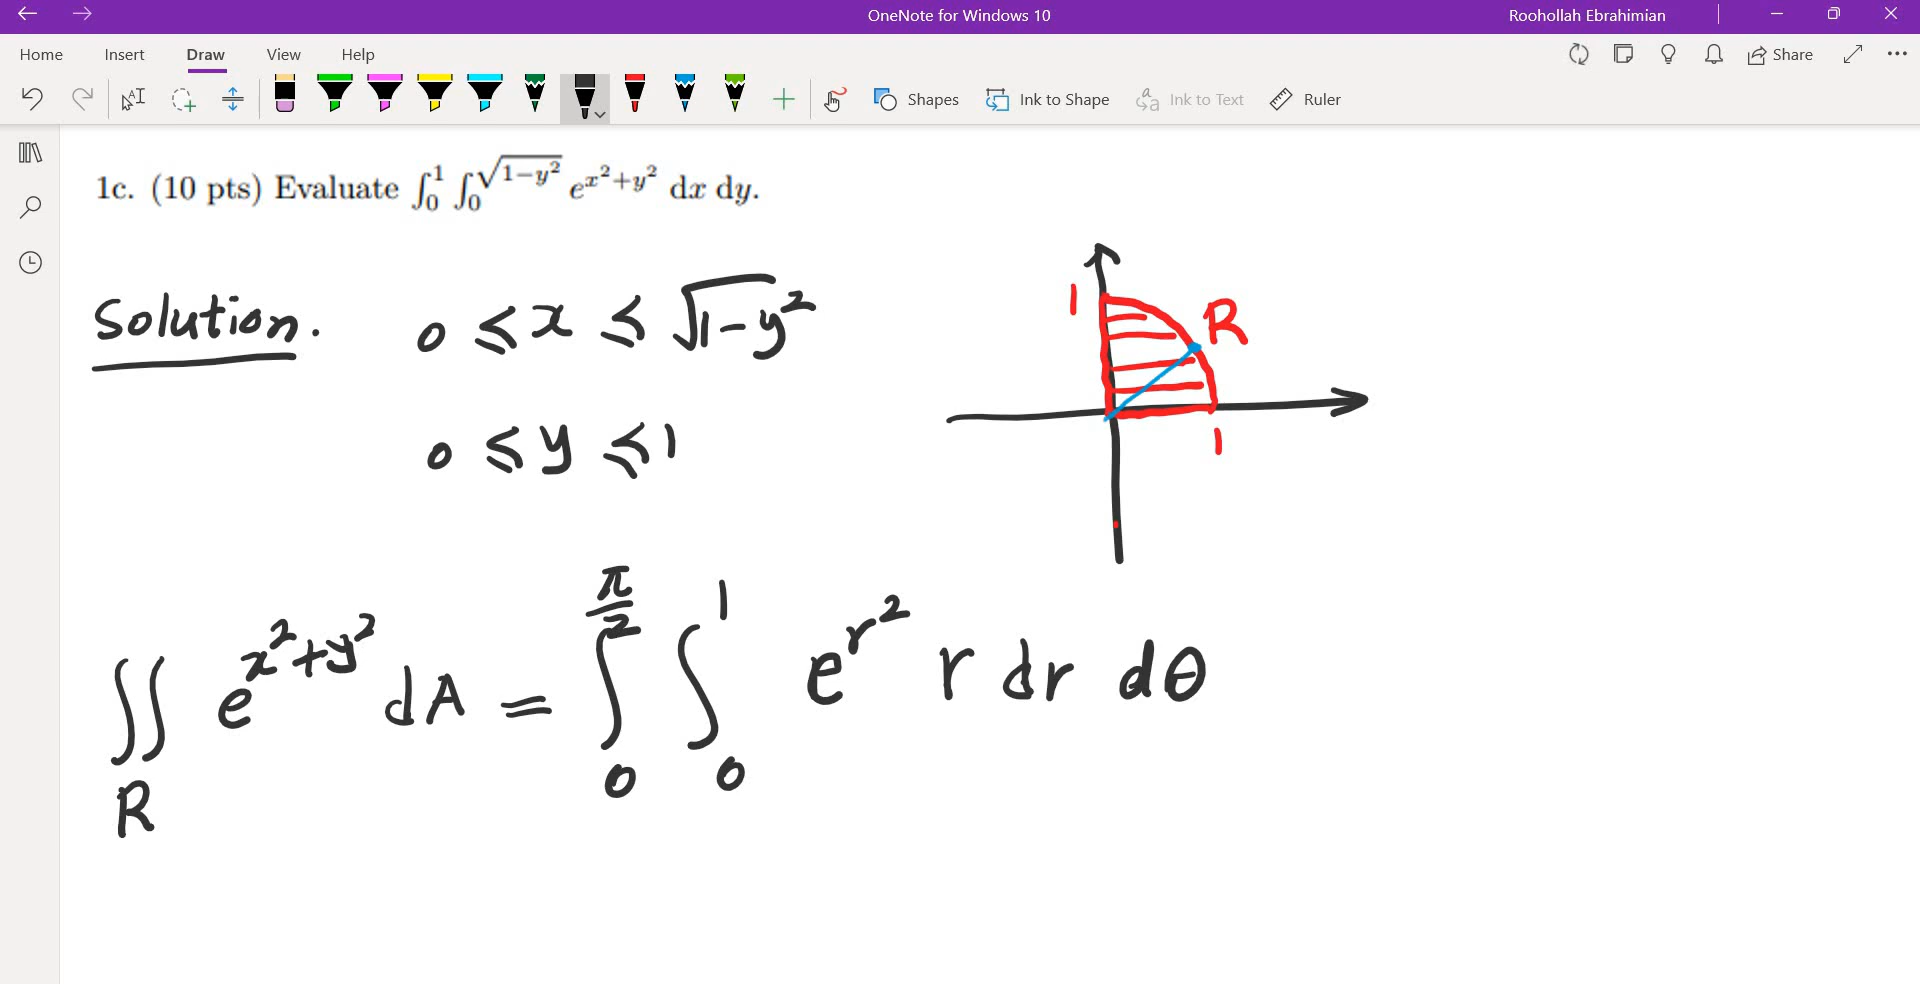 OneNote for Windows 10
Roohollah Ebrahimian
Home Insert Draw View Help
Share
Shapes Ink to Shape Ink to Text Ruler
1c. (10 pts) Evaluate ∫₀¹ ∫₀^√(1−y²) e^(x²+y²) dx dy.
Solution. 0 ≤ x ≤ √(1−y²)
0 ≤ y ≤ 1
1 R
1
∬_R e^(x²+y²) dA = ∫₀^(π/2) ∫₀¹ e^(r²) r dr dθ